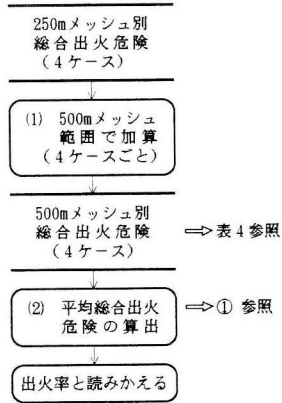 250mメッシュ別
総合出火危険
(4ケース)
(1) 500mメッシュ
範囲で加算
(4ケースごと)
500mメッシュ別
総合出火危険
(4ケース)
⇒表4参照
(2) 平均総合出火
危険の算出
⇒① 参照
出火率と読みかえる